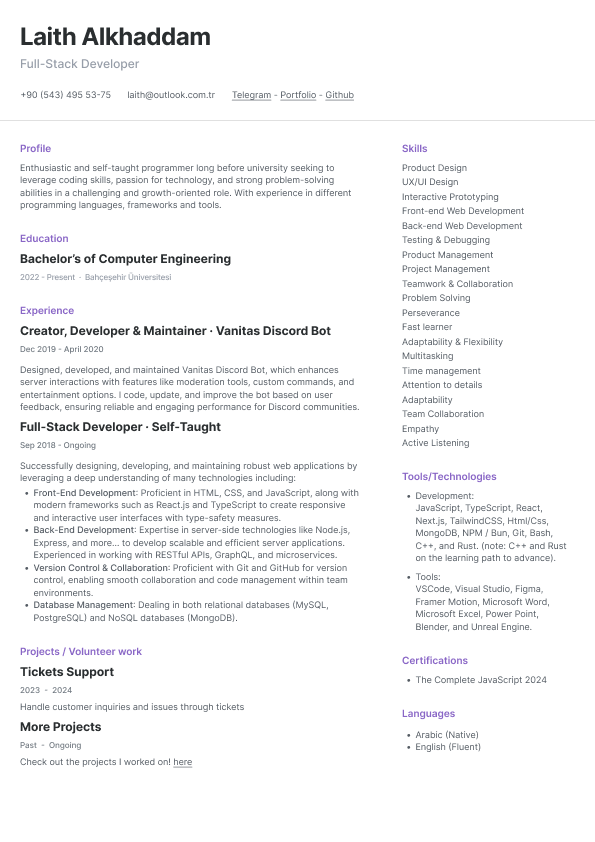 Laith Alkhaddam
Full-Stack Developer
+90 (543) 495 53-75 laith@outlook.com.tr Telegram - Portfolio - Github
Profile
Enthusiastic and self-taught programmer long before university seeking to
leverage coding skills, passion for technology, and strong problem-solving
abilities in a challenging and growth-oriented role. With experience in different
programming languages, frameworks and tools.
Education
Bachelor's of Computer Engineering
2022 - Present · Bahçeşehir Üniversitesi
Experience
Creator, Developer & Maintainer · Vanitas Discord Bot
Dec 2019 - April 2020
Designed, developed, and maintained Vanitas Discord Bot, which enhances
server interactions with features like moderation tools, custom commands, and
entertainment options. I code, update, and improve the bot based on user
feedback, ensuring reliable and engaging performance for Discord communities.
Full-Stack Developer · Self-Taught
Sep 2018 - Ongoing
Successfully designing, developing, and maintaining robust web applications by
leveraging a deep understanding of many technologies including:
• Front-End Development: Proficient in HTML, CSS, and JavaScript, along with
modern frameworks such as React.js and TypeScript to create responsive
and interactive user interfaces with type-safety measures.
• Back-End Development: Expertise in server-side languages like Node.js,
Express, and more... to develop scalable and efficient server applications.
Experienced in working with RESTful APIs, GraphQL, and microservices.
• Version Control & Collaboration: Proficient with Git and GitHub for version
control, enabling smooth collaboration and code management within team
environments.
• Database Management: Dealing in both relational databases (MySQL,
PostgreSQL) and NoSQL databases (MongoDB).
Projects / Volunteer work
Tickets Support
2023 - 2024
Handle customer inquiries and issues through tickets
More Projects
Past - Ongoing
Check out the projects I worked on! here
Skills
Product Design
UX/UI Design
Interactive Prototyping
Front-end Web Development
Back-end Web Development
Testing & Debugging
Product Management
Project Management
Teamwork & Collaboration
Problem Solving
Perseverance
Fast learner
Adaptability & Flexibility
Multitasking
Time management
Attention to details
Adaptability
Team Collaboration
Empathy
Active Listening
Tools/Technologies
• Development:
JavaScript, TypeScript, React,
Next.js, TailwindCSS, Html/Css,
MongoDB, NPM / Bun, Git, Bash,
C++, and Rust. (note: C++ and Rust
on the learning path to advance).
• Tools:
VSCode, Visual Studio, Figma,
Framer Motion, Microsoft Word,
Microsoft Excel, Power Point,
Blender, and Unreal Engine.
Certifications
• The Complete JavaScript 2024
Languages
• Arabic (Native)
• English (Fluent)